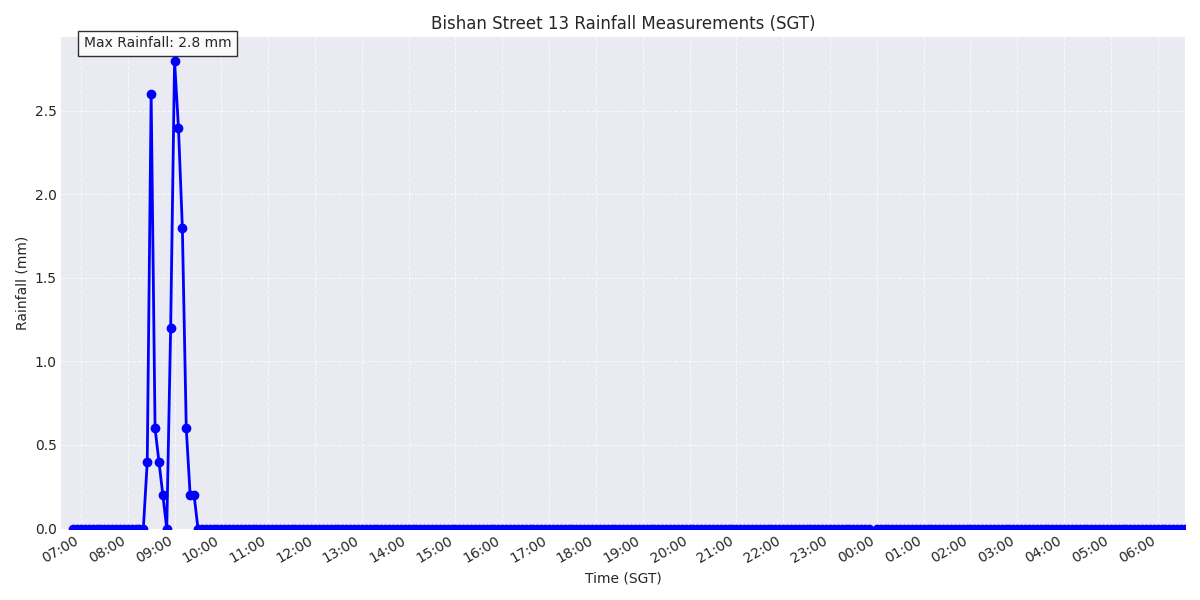 Bishan Street 13 Rainfall Measurements (SGT)
Max Rainfall: 2.8 mm
2.5
2.0
1.5
1.0
0.5
0.0
Rainfall (mm)
07:00 08:00 09:00 10:00 11:00 12:00 13:00 14:00 15:00 16:00 17:00 18:00 19:00 20:00 21:00 22:00 23:00 00:00 01:00 02:00 03:00 04:00 05:00 06:00
Time (SGT)